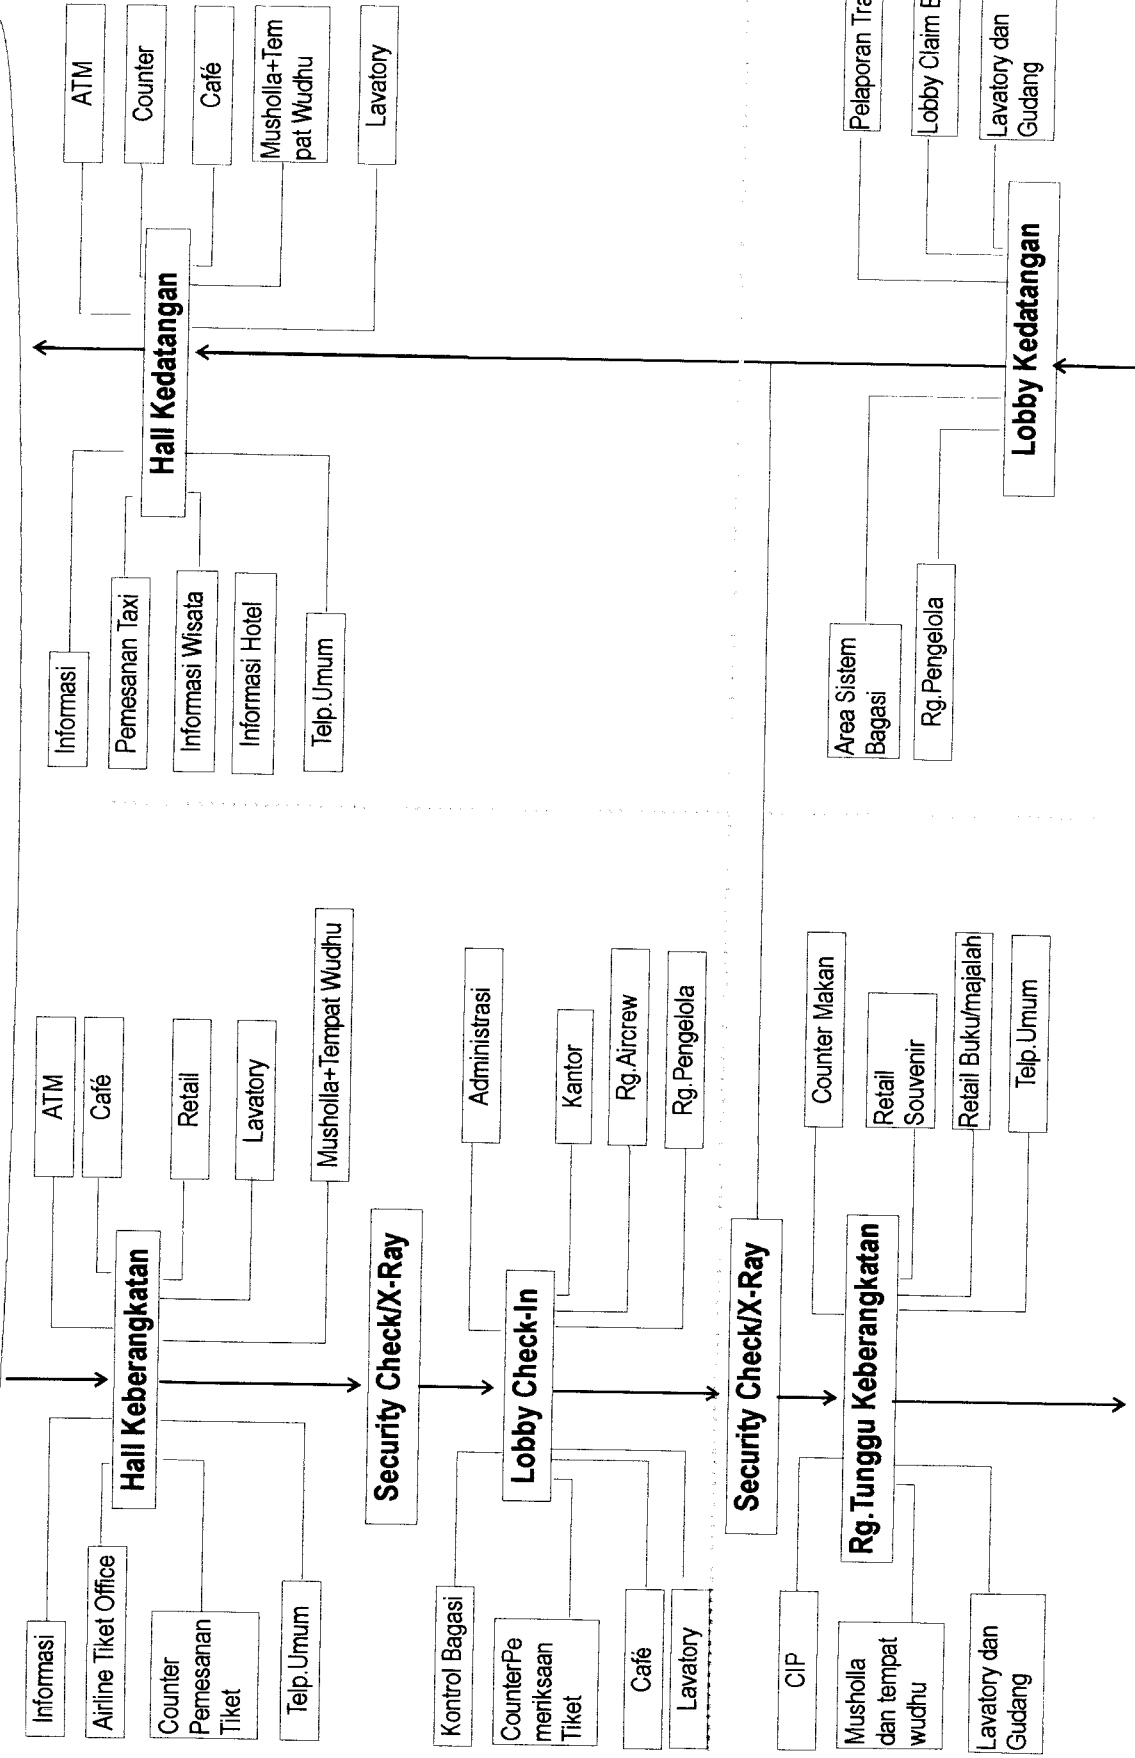 Informasi
Airline Tiket Office
Counter
Pemesanan
Tiket
Telp.Umum
Hall Keberangkatan
ATM
Café
Retail
Lavatory
Musholla+Tempat Wudhu
Security Check/X-Ray
Kontrol Bagasi
CounterPe
meriksaan
Tiket
Café
Lavatory
Lobby Check-In
Administrasi
Kantor
Rg.Aircrew
Rg.Pengelola
Security Check/X-Ray
CIP
Musholla
dan tempat
wudhu
Lavatory dan
Gudang
Rg.Tunggu Keberangkatan
Counter Makan
Retail
Souvenir
Retail Buku/majalah
Telp.Umum
Informasi
Pemesanan Taxi
Informasi Wisata
Informasi Hotel
Telp.Umum
Hall Kedatangan
ATM
Counter
Café
Musholla+Tem
pat Wudhu
Lavatory
Area Sistem
Bagasi
Rg.Pengelola
Lobby Kedatangan
Pelaporan Tra
Lobby Claim B
Lavatory dan
Gudang